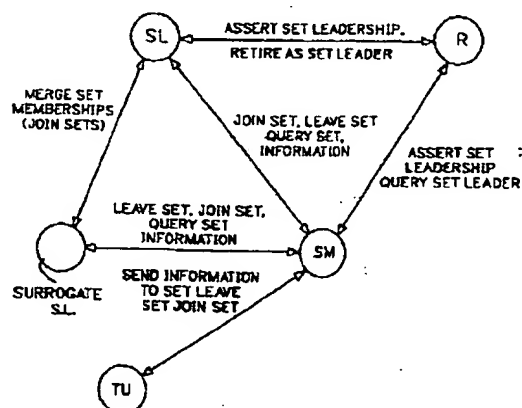 SL
ASSERT SET LEADERSHIP.
RETIRE AS SET LEADER
R
MERGE SET
MEMBERSHIPS
(JOIN SETS)
JOIN SET, LEAVE SET
QUERY SET,
INFORMATION
ASSERT SET
LEADERSHIP
QUERY SET LEADER
LEAVE SET, JOIN SET,
QUERY SET
INFORMATION
SM
SURROGATE
S.L.
SEND INFORMATION
TO SET LEAVE
SET JOIN SET
TU